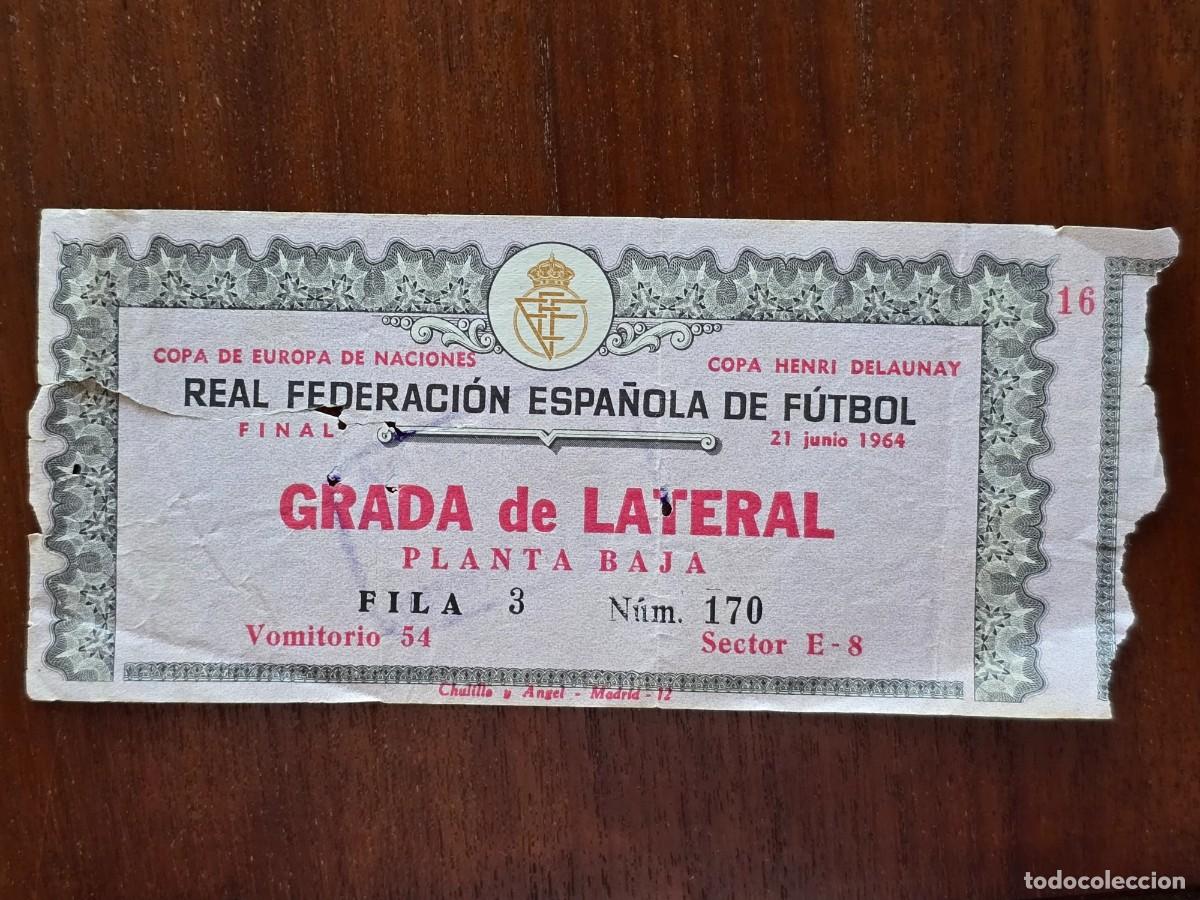 16
COPA DE EUROPA DE NACIONES COPA HENRI DELAUNAY
REAL FEDERACIÓN ESPAÑOLA DE FÚTBOL
FINAL 21 junio 1964
GRADA de LATERAL
PLANTA BAJA
FILA 3 Núm. 170
Vomitorio 54 Sector E - 8
Chulilla y Angel - Madrid - 12
todocoleccion